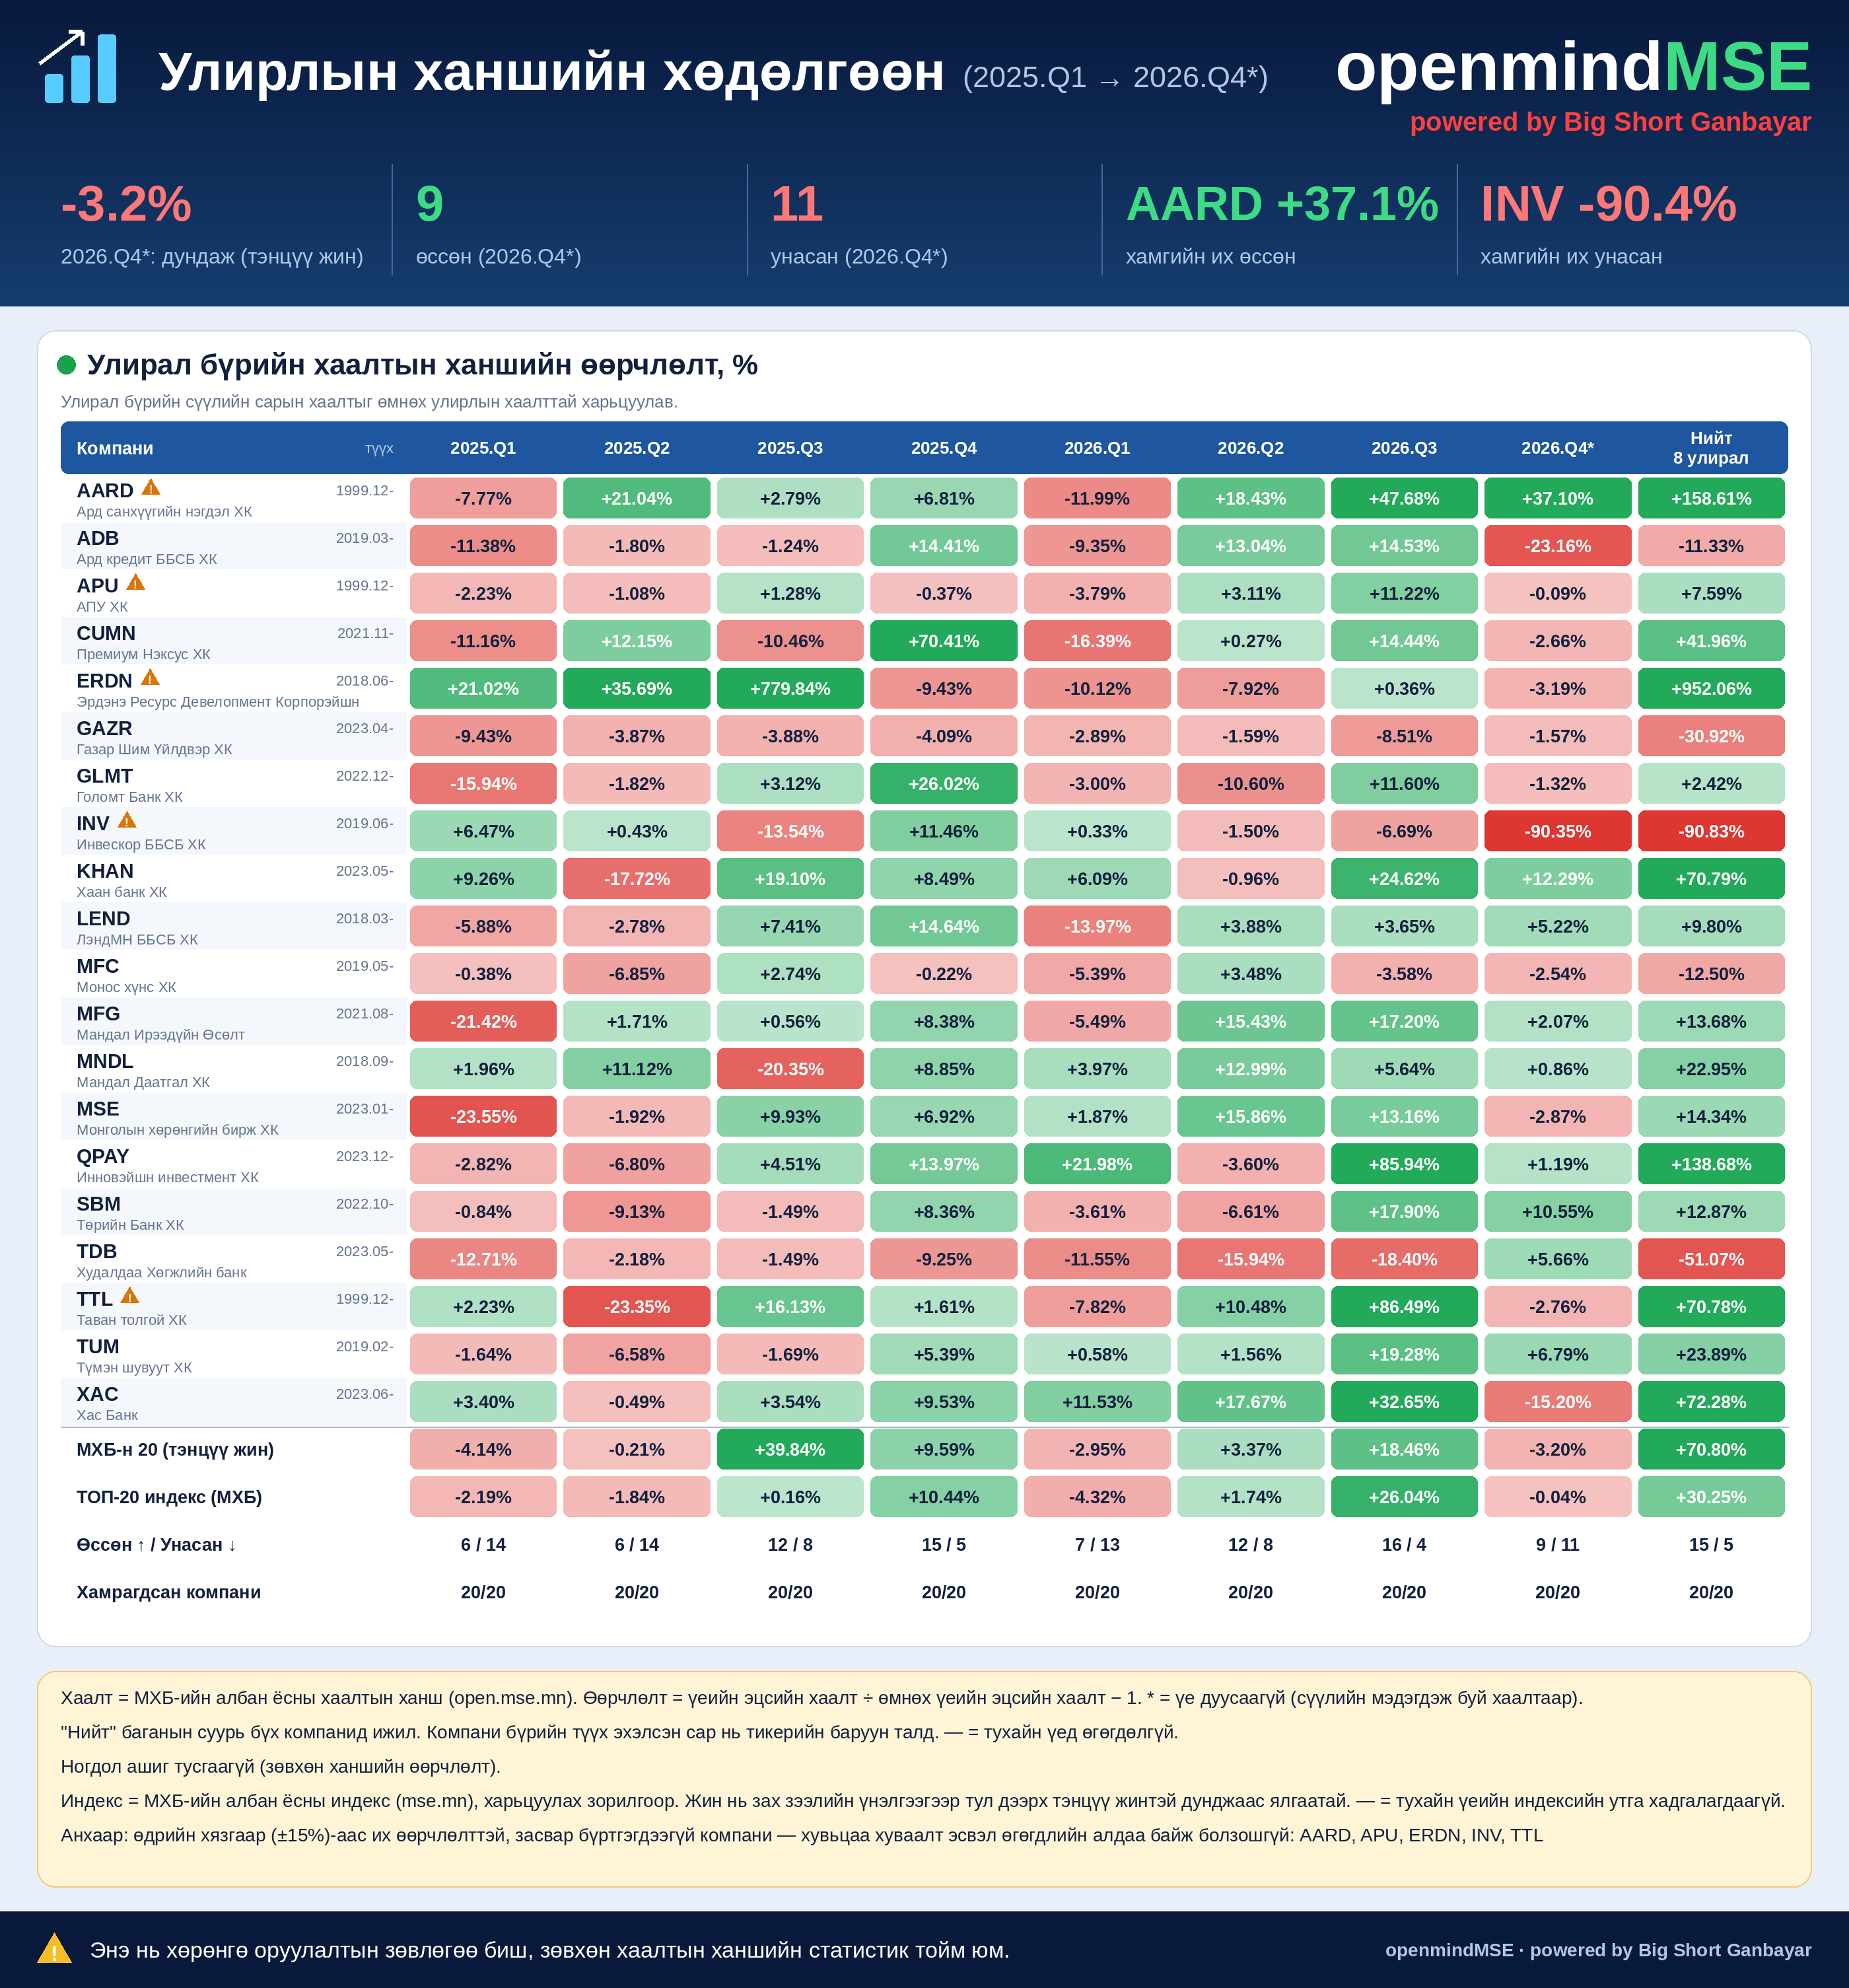 Улирлын ханшийн хөдөлгөөн (2025.Q1 → 2026.Q4*)
openmindMSE
powered by Big Short Ganbayar
-3.2%
2026.Q4*: дундаж (тэнцүү жин)
9
өссөн (2026.Q4*)
11
унасан (2026.Q4*)
AARD +37.1%
хамгийн их өссөн
INV -90.4%
хамгийн их унасан
Улирал бүрийн хаалтын ханшийн өөрчлөлт, %
Улирал бүрийн сүүлийн сарын хаалтыг өмнөх улирлын хаалттай харьцуулав.
Компани түүх 2025.Q1 2025.Q2 2025.Q3 2025.Q4 2026.Q1 2026.Q2 2026.Q3 2026.Q4* Нийт 8 улирал
AARD 1999.12- -7.77% +21.04% +2.79% +6.81% -11.99% +18.43% +47.68% +37.10% +158.61%
Ард санхүүгийн нэгдэл ХК
ADB 2019.03- -11.38% -1.80% -1.24% +14.41% -9.35% +13.04% +14.53% -23.16% -11.33%
Ард кредит ББСБ ХК
APU 1999.12- -2.23% -1.08% +1.28% -0.37% -3.79% +3.11% +11.22% -0.09% +7.59%
АПУ ХК
CUMN 2021.11- -11.16% +12.15% -10.46% +70.41% -16.39% +0.27% +14.44% -2.66% +41.96%
Премиум Нэксус ХК
ERDN 2018.06- +21.02% +35.69% +779.84% -9.43% -10.12% -7.92% +0.36% -3.19% +952.06%
Эрдэнэ Ресурс Девелопмент Корпорэйшн
GAZR 2023.04- -9.43% -3.87% -3.88% -4.09% -2.89% -1.59% -8.51% -1.57% -30.92%
Газар Шим Үйлдвэр ХК
GLMT 2022.12- -15.94% -1.82% +3.12% +26.02% -3.00% -10.60% +11.60% -1.32% +2.42%
Голомт Банк ХК
INV 2019.06- +6.47% +0.43% -13.54% +11.46% +0.33% -1.50% -6.69% -90.35% -90.83%
Инвескор ББСБ ХК
KHAN 2023.05- +9.26% -17.72% +19.10% +8.49% +6.09% -0.96% +24.62% +12.29% +70.79%
Хаан банк ХК
LEND 2018.03- -5.88% -2.78% +7.41% +14.64% -13.97% +3.88% +3.65% +5.22% +9.80%
ЛэндМН ББСБ ХК
MFC 2019.05- -0.38% -6.85% +2.74% -0.22% -5.39% +3.48% -3.58% -2.54% -12.50%
Монос хүнс ХК
MFG 2021.08- -21.42% +1.71% +0.56% +8.38% -5.49% +15.43% +17.20% +2.07% +13.68%
Мандал Ирээдүйн Өсөлт
MNDL 2018.09- +1.96% +11.12% -20.35% +8.85% +3.97% +12.99% +5.64% +0.86% +22.95%
Мандал Даатгал ХК
MSE 2023.01- -23.55% -1.92% +9.93% +6.92% +1.87% +15.86% +13.16% -2.87% +14.34%
Монголын хөрөнгийн бирж ХК
QPAY 2023.12- -2.82% -6.80% +4.51% +13.97% +21.98% -3.60% +85.94% +1.19% +138.68%
Инновэйшн инвестмент ХК
SBM 2022.10- -0.84% -9.13% -1.49% +8.36% -3.61% -6.61% +17.90% +10.55% +12.87%
Төрийн Банк ХК
TDB 2023.05- -12.71% -2.18% -1.49% -9.25% -11.55% -15.94% -18.40% +5.66% -51.07%
Худалдаа Хөгжлийн банк
TTL 1999.12- +2.23% -23.35% +16.13% +1.61% -7.82% +10.48% +86.49% -2.76% +70.78%
Таван толгой ХК
TUM 2019.02- -1.64% -6.58% -1.69% +5.39% +0.58% +1.56% +19.28% +6.79% +23.89%
Түмэн шувуут ХК
XAC 2023.06- +3.40% -0.49% +3.54% +9.53% +11.53% +17.67% +32.65% -15.20% +72.28%
Хас Банк
МХБ-н 20 (тэнцүү жин) -4.14% -0.21% +39.84% +9.59% -2.95% +3.37% +18.46% -3.20% +70.80%
ТОП-20 индекс (МХБ) -2.19% -1.84% +0.16% +10.44% -4.32% +1.74% +26.04% -0.04% +30.25%
Өссөн ↑ / Унасан ↓ 6 / 14 6 / 14 12 / 8 15 / 5 7 / 13 12 / 8 16 / 4 9 / 11 15 / 5
Хамрагдсан компани 20/20 20/20 20/20 20/20 20/20 20/20 20/20 20/20 20/20
Хаалт = МХБ-ийн албан ёсны хаалтын ханш (open.mse.mn). Өөрчлөлт = үеийн эцсийн хаалт ÷ өмнөх үеийн эцсийн хаалт − 1. * = үе дуусаагүй (сүүлийн мэдэгдэж буй хаалтаар).
"Нийт" баганын суурь бүх компанид ижил. Компани бүрийн түүх эхэлсэн сар нь тикерийн баруун талд. — = тухайн үед өгөгдөлгүй.
Ногдол ашиг тусгаагүй (зөвхөн ханшийн өөрчлөлт).
Индекс = МХБ-ийн албан ёсны индекс (mse.mn), харьцуулах зорилгоор. Жин нь зах зээлийн үнэлгээгээр тул дээрх тэнцүү жинтэй дунджаас ялгаатай. — = тухайн үеийн индексийн утга хадгалагдаагүй.
Анхаар: өдрийн хязгаар (±15%)-аас их өөрчлөлттэй, засвар бүртгэгдээгүй компани — хувьцаа хуваалт эсвэл өгөгдлийн алдаа байж болзошгүй: AARD, APU, ERDN, INV, TTL
Энэ нь хөрөнгө оруулалтын зөвлөгөө биш, зөвхөн хаалтын ханшийн статистик тойм юм.
openmindMSE · powered by Big Short Ganbayar